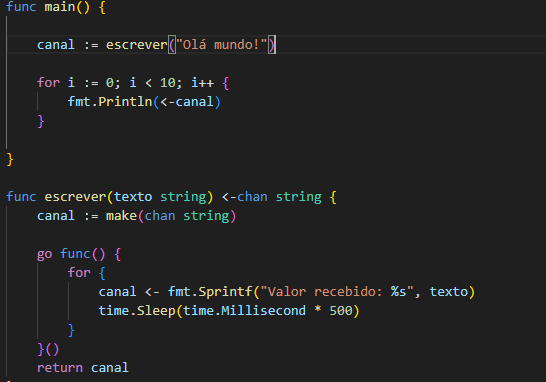 func main() {
canal := escrever("Olá mundo!")
for i := 0; i < 10; i++ {
fmt.Println(<-canal)
}
}
func escrever(texto string) <-chan string {
canal := make(chan string)
go func() {
for {
canal <- fmt.Sprintf("Valor recebido: %s", texto)
time.Sleep(time.Millisecond * 500)
}
}()
return canal